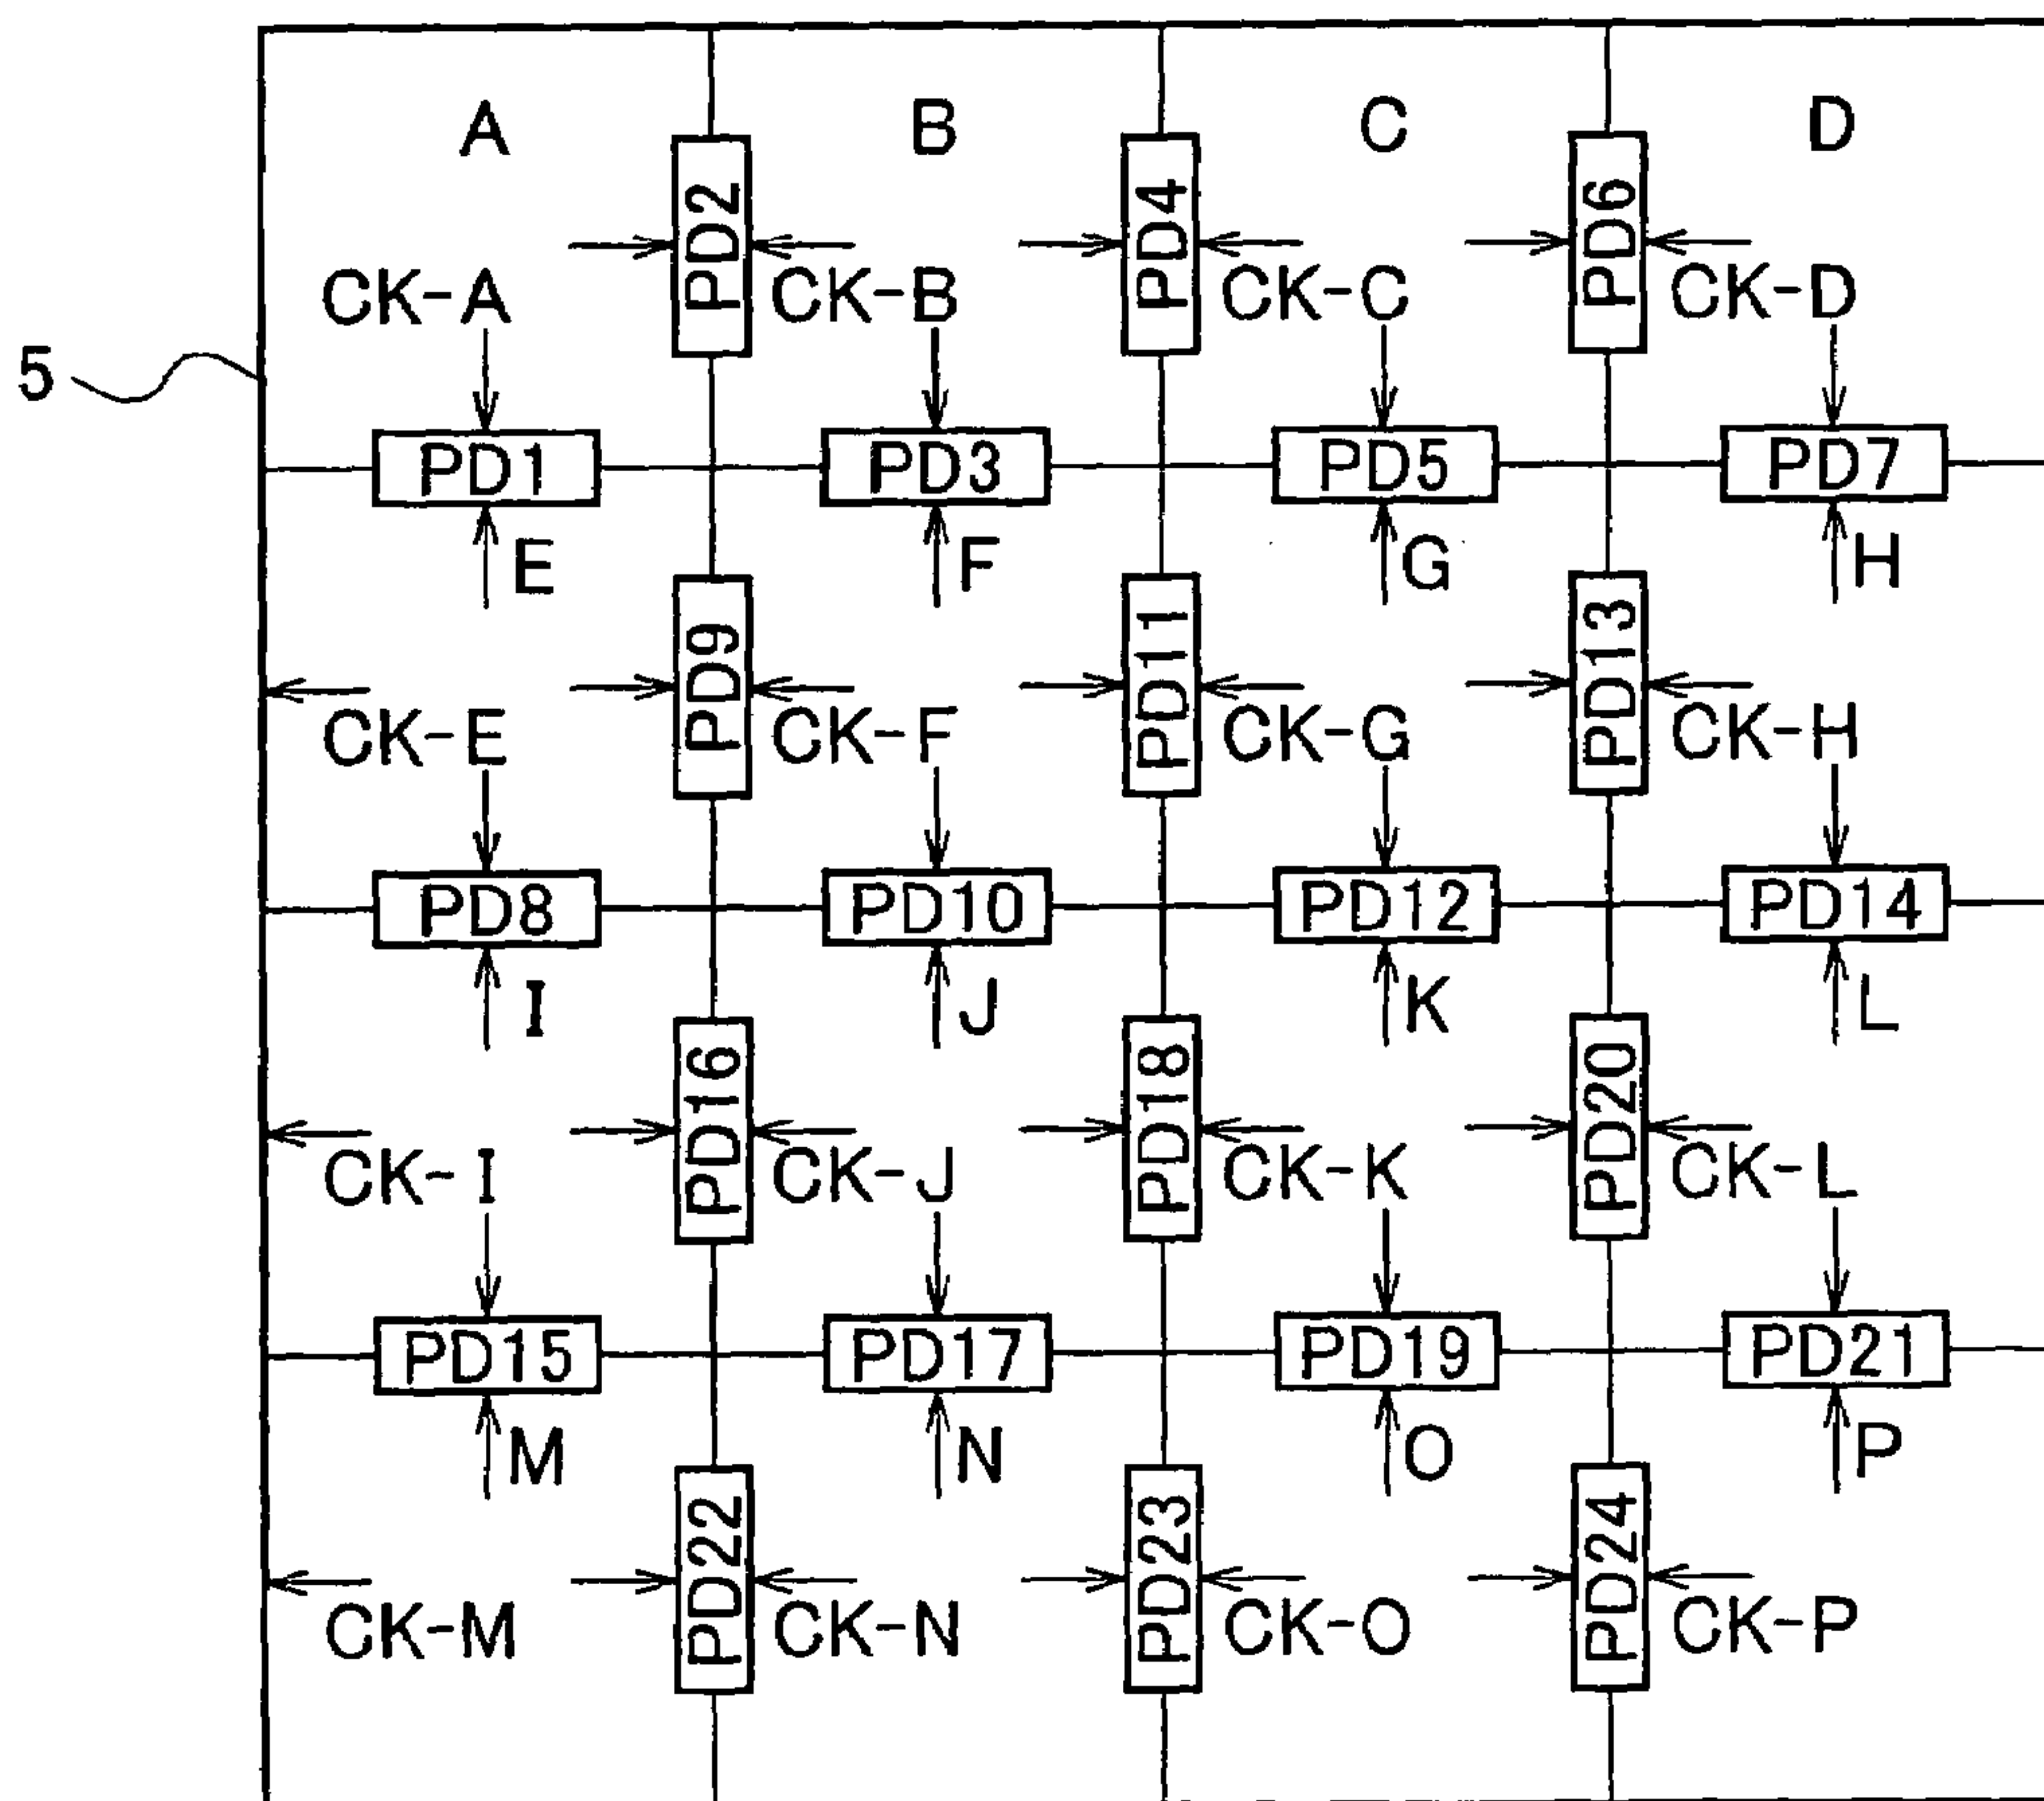 A B C D
PD2 PD4 PD6
CK-A CK-B CK-C CK-D
5
PD1 PD3 PD5 PD7
E F G H
PD9 PD11 PD13
CK-E CK-F CK-G CK-H
PD8 PD10 PD12 PD14
I J K L
PD16 PD18 PD20
CK-I CK-J CK-K CK-L
PD15 PD17 PD19 PD21
M N O P
PD22 PD23 PD24
CK-M CK-N CK-O CK-P